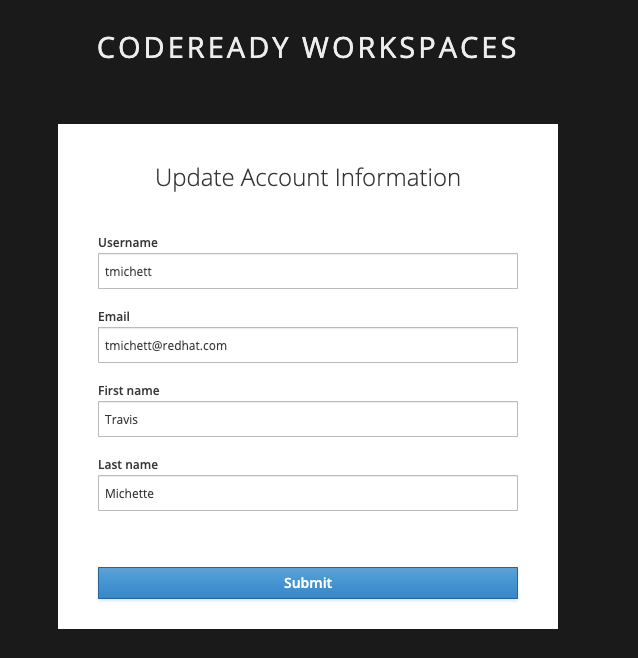 CODEREADY WORKSPACES
Update Account Information
Username
tmichett
Email
tmichett@redhat.com
First name
Travis
Last name
Michette
Submit